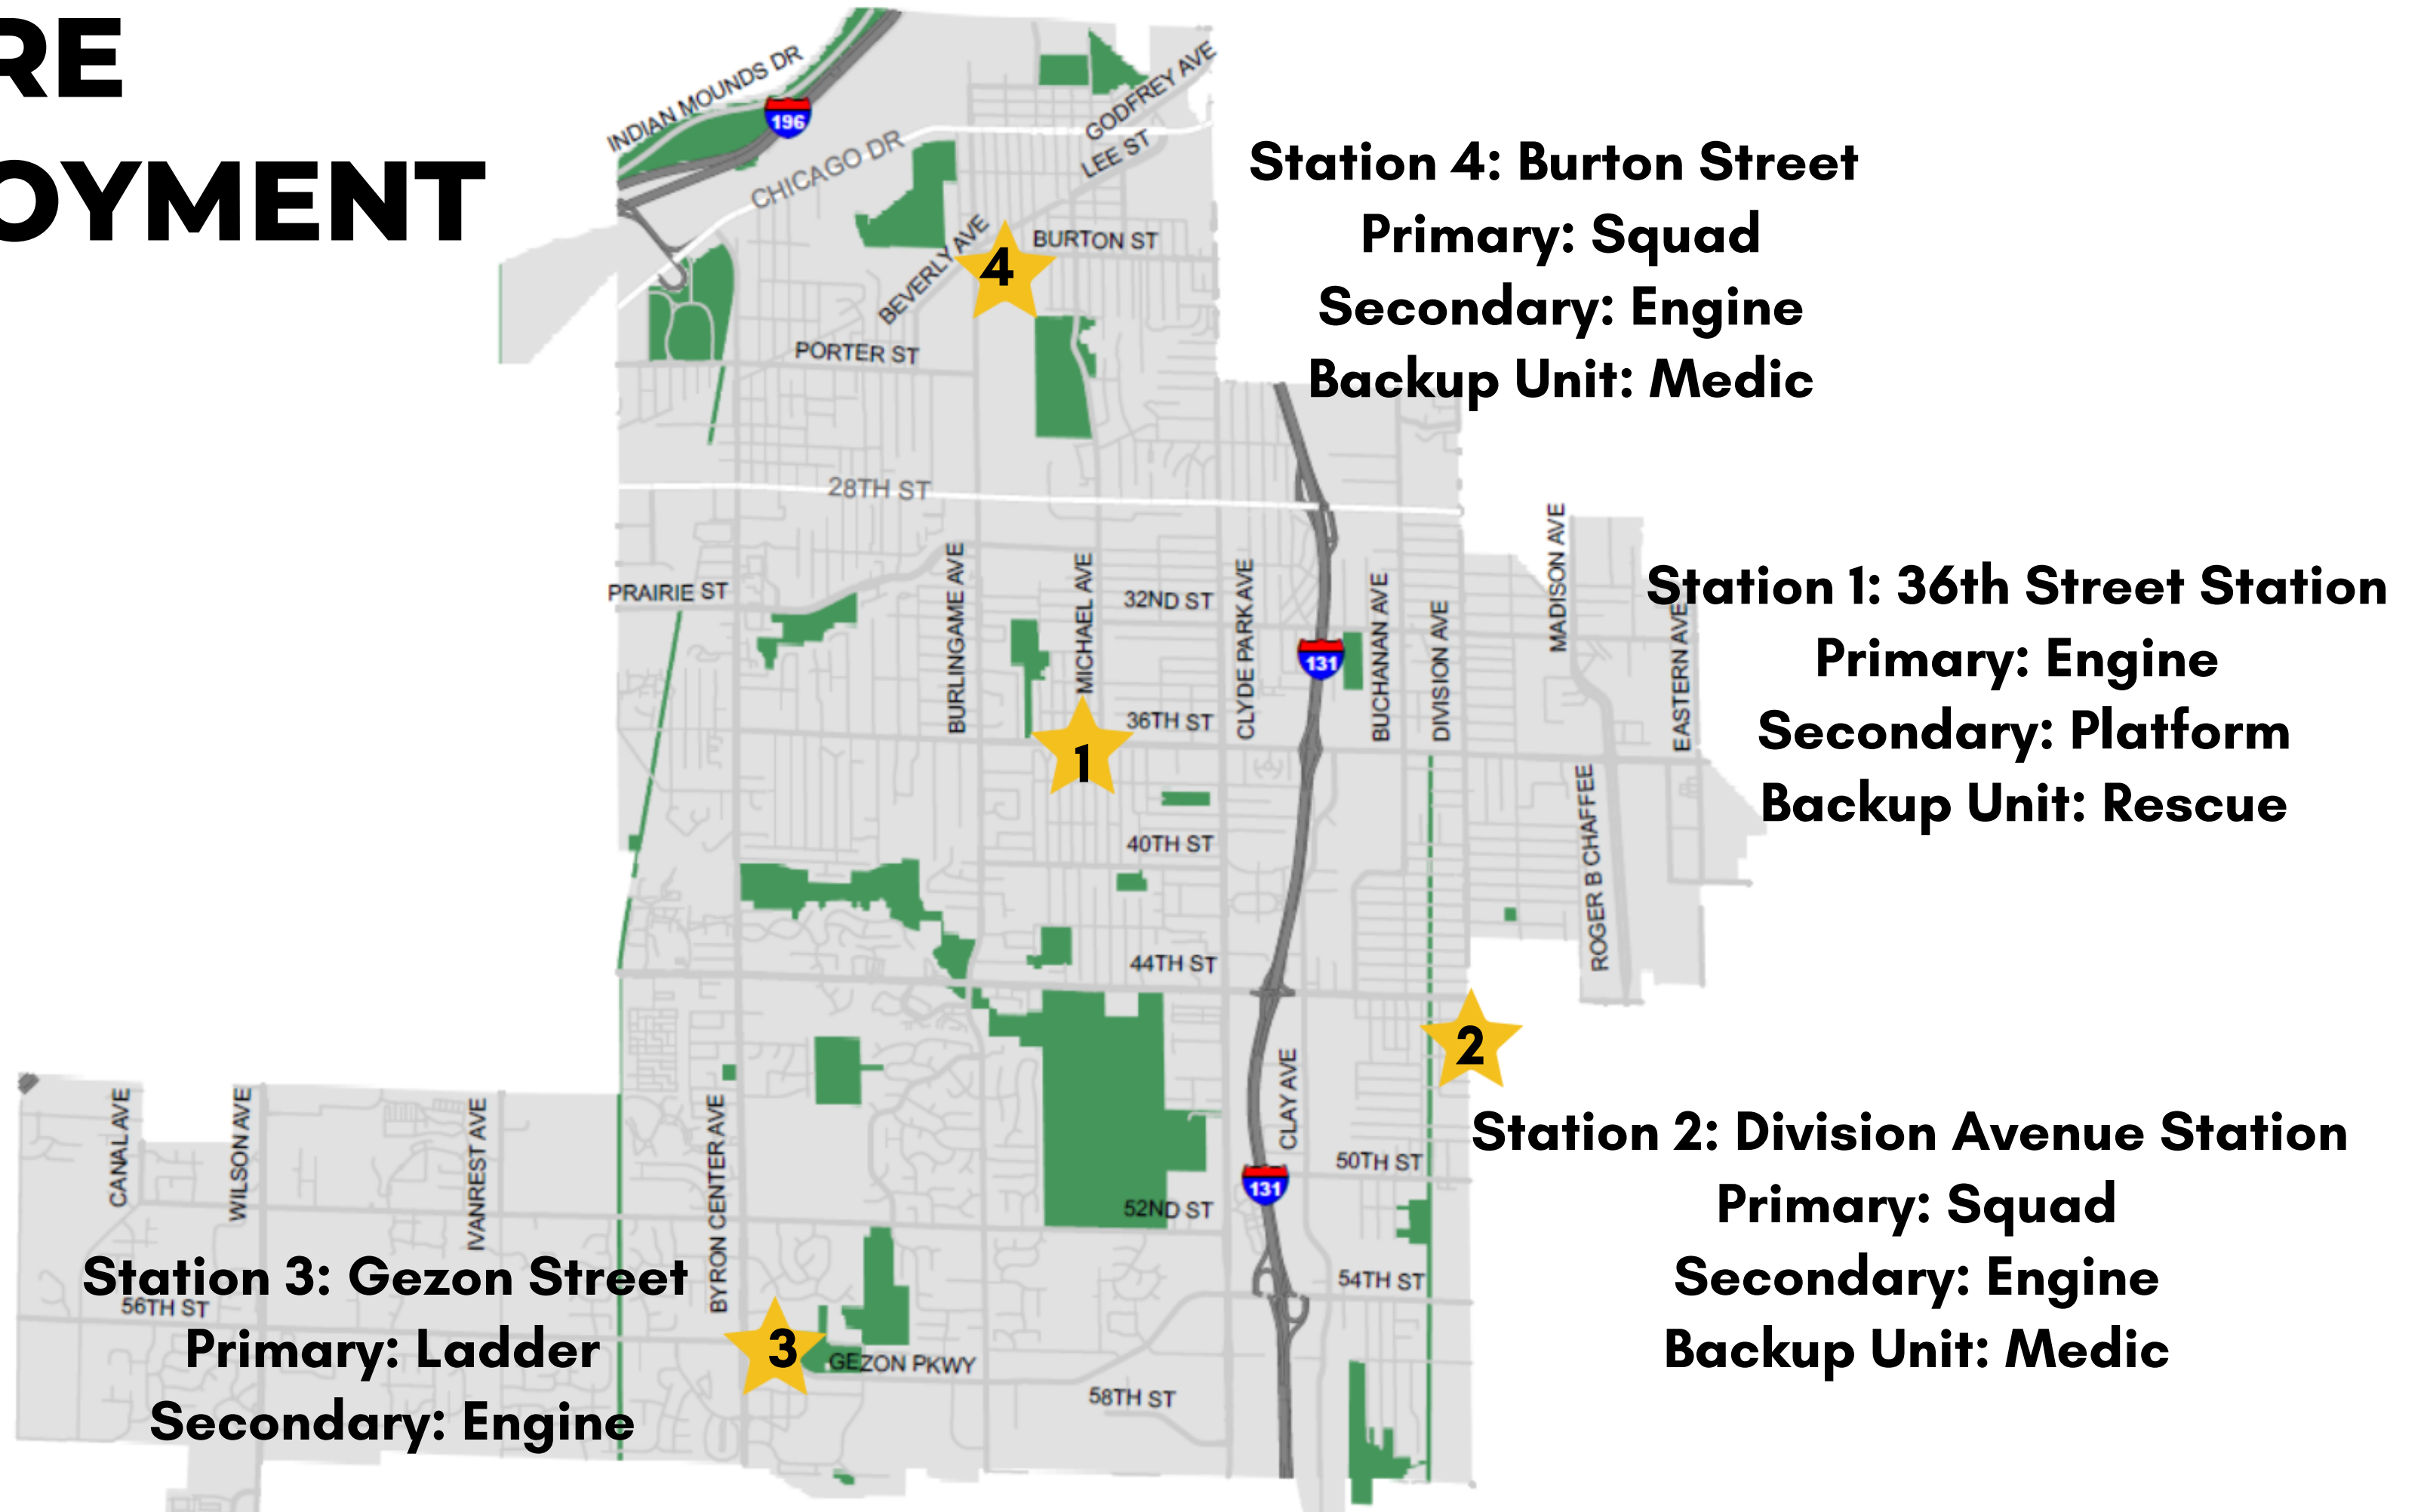 RE
OYMENT
INDIAN MOUNDS DR
196
CHICAGO DR
GODFREY AVE
LEE ST
BURTON ST
BEVERLY AVE
4
PORTER ST
Station 4: Burton Street
Primary: Squad
Secondary: Engine
Backup Unit: Medic
28TH ST
PRAIRIE ST
BURLINGAME AVE
MICHAEL AVE
32ND ST
CLYDE PARK AVE
131
BUCHANAN AVE
DIVISION AVE
MADISON AVE
EASTERN AVE
36TH ST
1
Station 1: 36th Street Station
Primary: Engine
Secondary: Platform
Backup Unit: Rescue
40TH ST
ROGER B CHAFFEE
44TH ST
2
CLAY AVE
50TH ST
131
52ND ST
54TH ST
Station 2: Division Avenue Station
Primary: Squad
Secondary: Engine
Backup Unit: Medic
CANAL AVE
WILSON AVE
IVANREST AVE
BYRON CENTER AVE
Station 3: Gezon Street
56TH ST
Primary: Ladder
Secondary: Engine
3
GEZON PKWY
58TH ST